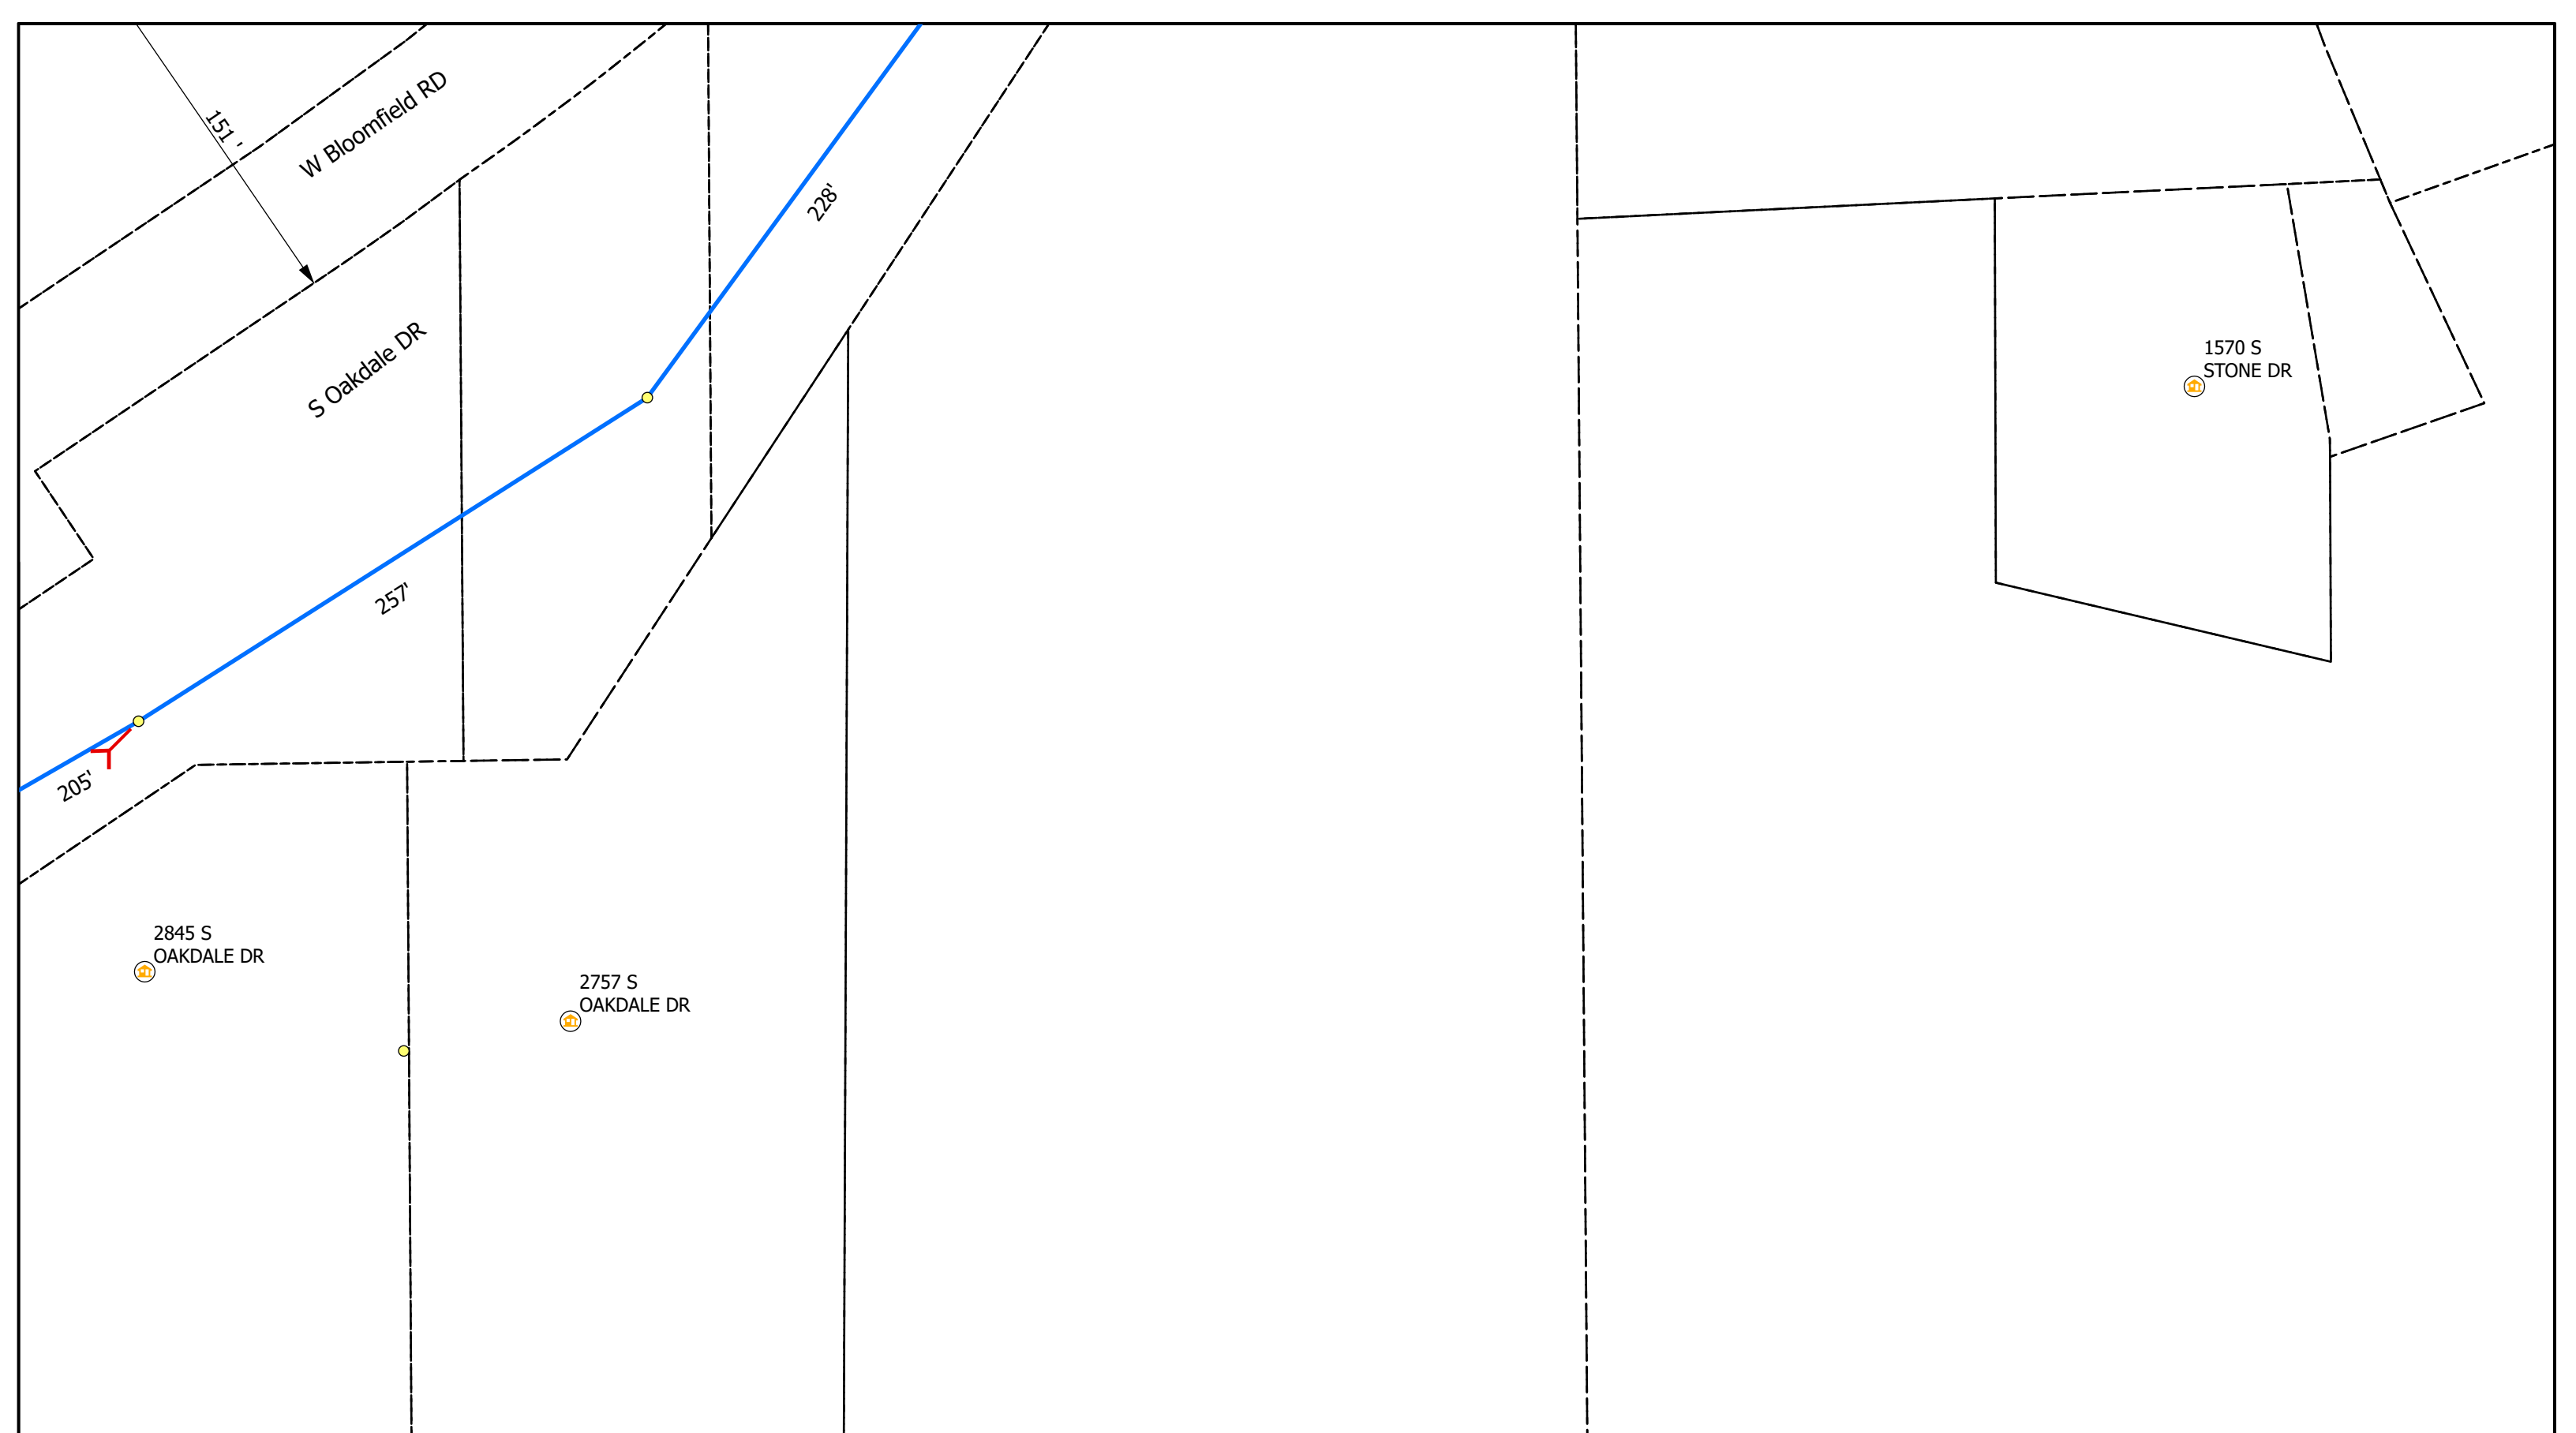 151 '
W Bloomfield RD
228'
S Oakdale DR
1570 S
STONE DR
257'
205'
2845 S
OAKDALE DR
2757 S
OAKDALE DR